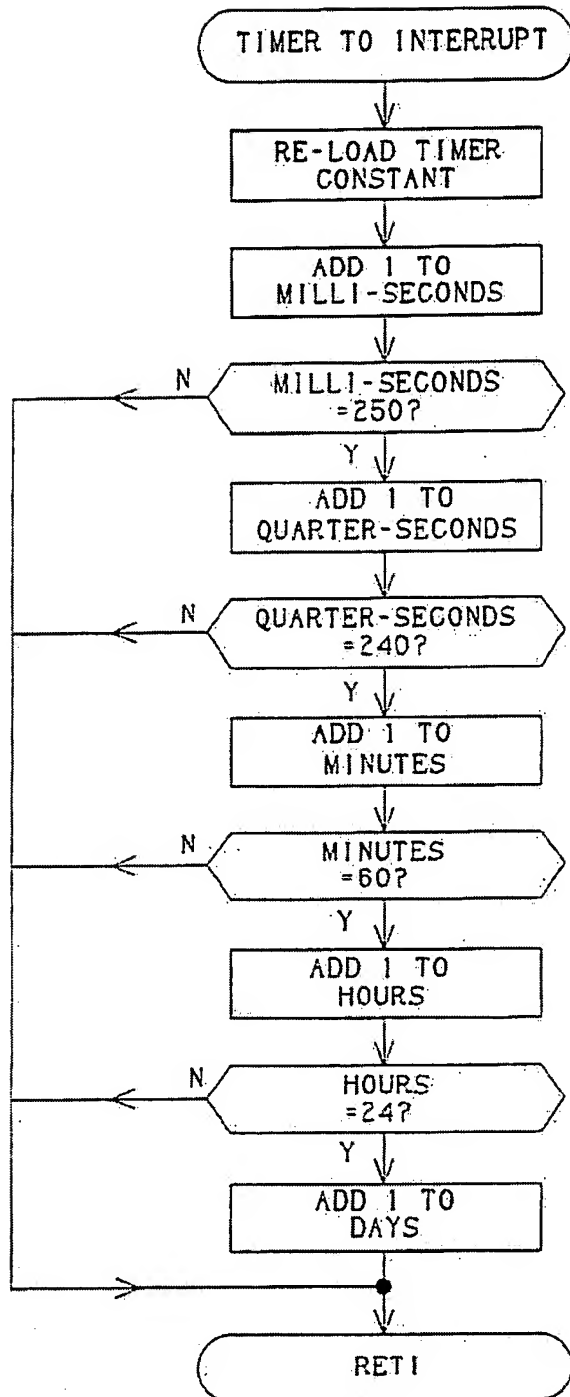 TIMER TO INTERRUPT
RE-LOAD TIMER
CONSTANT
ADD 1 TO
MILLI-SECONDS
N
MILLI-SECONDS
=250?
Y
ADD 1 TO
QUARTER-SECONDS
N
QUARTER-SECONDS
=240?
Y
ADD 1 TO
MINUTES
N
MINUTES
=60?
Y
ADD 1 TO
HOURS
N
HOURS
=24?
Y
ADD 1 TO
DAYS
RETI